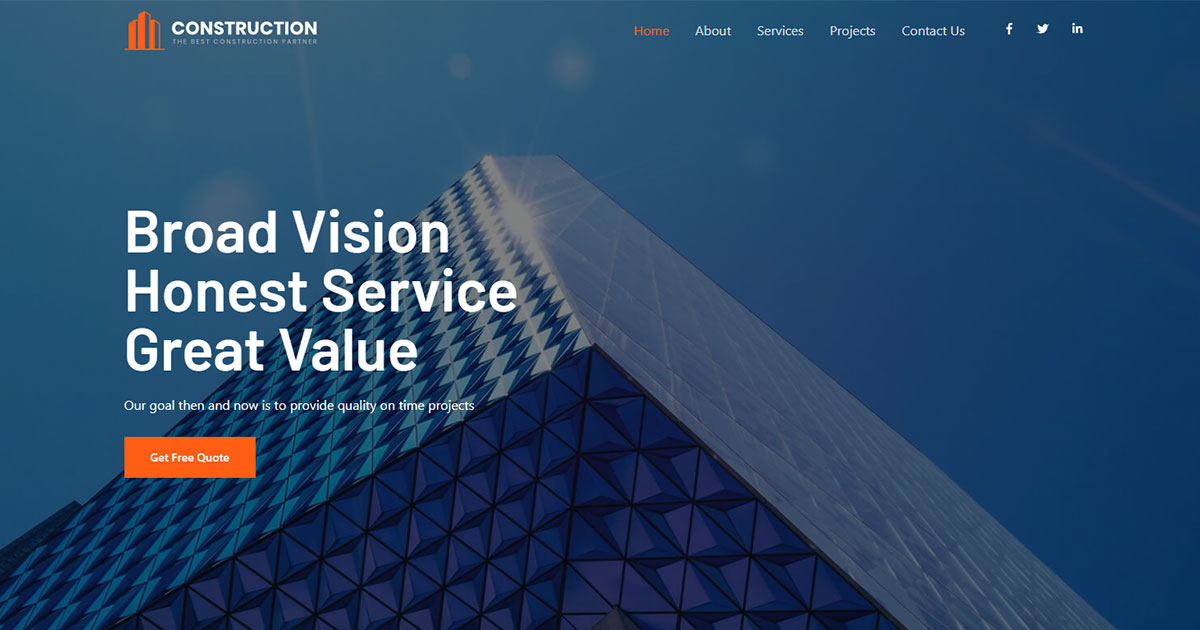 CONSTRUCTION
THE BEST CONSTRUCTION PARTNER
Home About Services Projects Contact Us
Broad Vision
Honest Service
Great Value
Our goal then and now is to provide quality on time projects
Get Free Quote